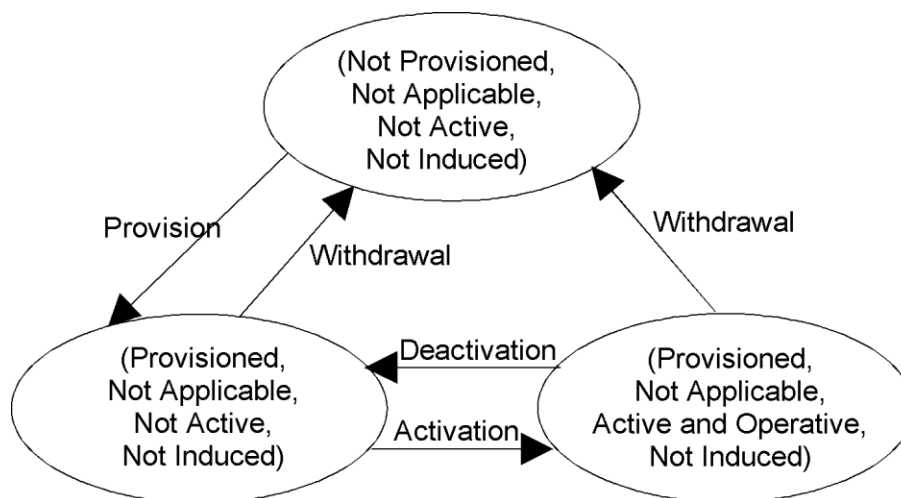 (Not Provisioned,
Not Applicable,
Not Active,
Not Induced)
Provision
Withdrawal
Withdrawal
(Provisioned,
Not Applicable,
Not Active,
Not Induced)
Deactivation
Activation
(Provisioned,
Not Applicable,
Active and Operative,
Not Induced)